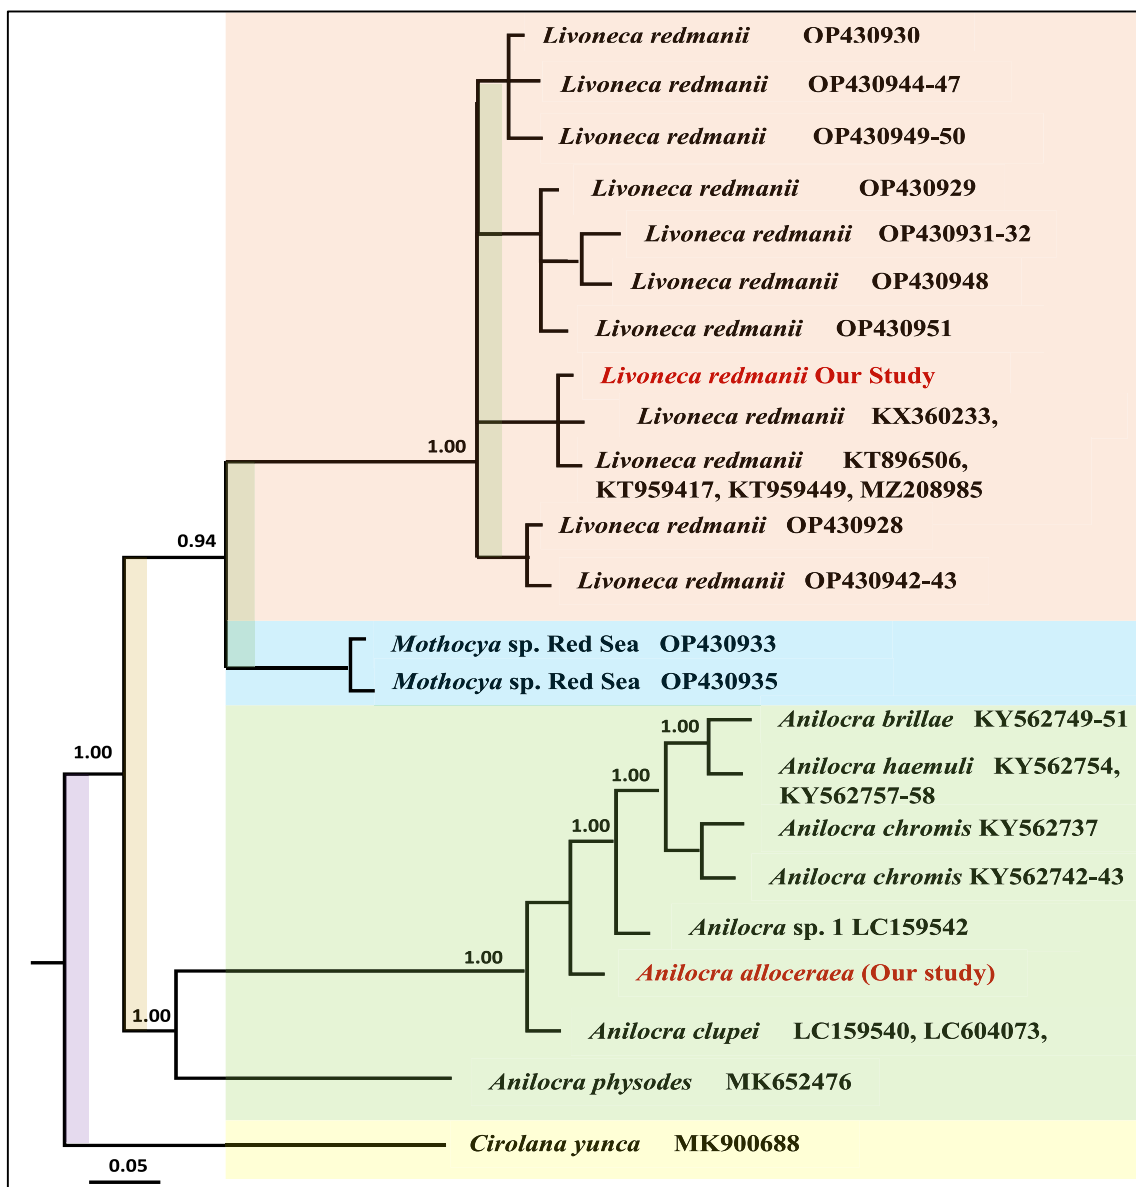 Livoneca redmanii OP430930
Livoneca redmanii OP430944-47
Livoneca redmanii OP430949-50
Livoneca redmanii OP430929
Livoneca redmanii OP430931-32
Livoneca redmanii OP430948
Livoneca redmanii OP430951
Livoneca redmanii Our Study
Livoneca redmanii KX360233,
1.00
Livoneca redmanii KT896506,
KT959417, KT959449, MZ208985
Livoneca redmanii OP430928
0.94
Livoneca redmanii OP430942-43
Mothocya sp. Red Sea OP430933
Mothocya sp. Red Sea OP430935
Anilocra brillae KY562749-51
1.00
1.00
Anilocra haemuli KY562754,
1.00
KY562757-58
1.00
Anilocra chromis KY562737
Anilocra chromis KY562742-43
Anilocra sp. 1 LC159542
1.00
Anilocra alloceraea (Our study)
1.00
Anilocra clupei LC159540, LC604073,
Anilocra physodes MK652476
Cirolana yunca MK900688
0.05